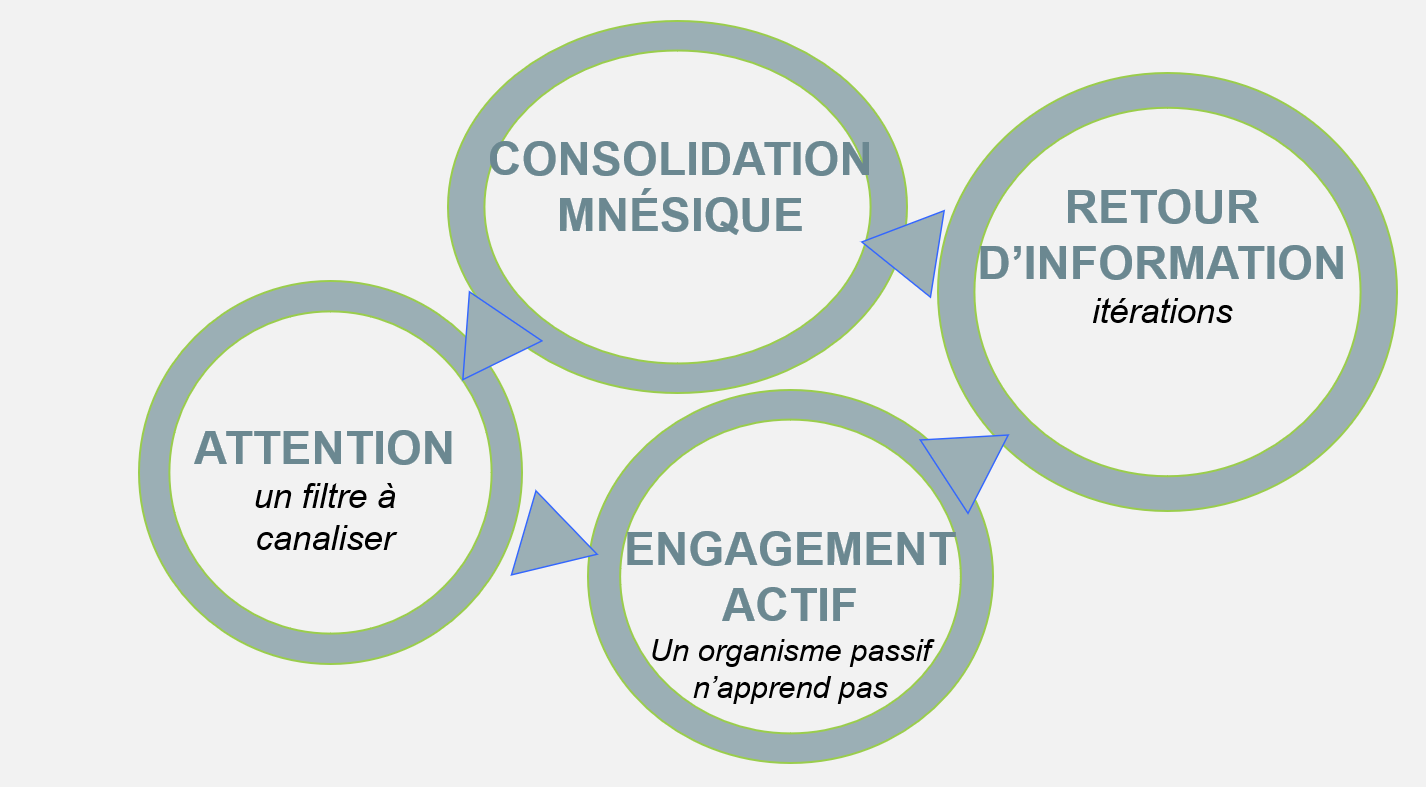 CONSOLIDATION
MNÉSIQUE
RETOUR
D’INFORMATION
itérations
ATTENTION
un filtre à
canaliser
ENGAGEMENT
ACTIF
Un organisme passif
n’apprend pas